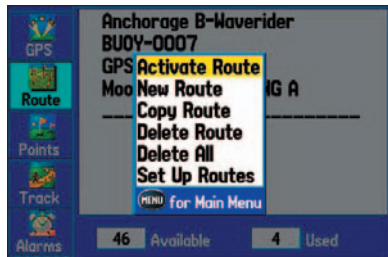 GPS
Route
Points
Track
Alarms
Anchorage B-Waverider
BUOY-0007
GPS
Moo
IG A
Activate Route
New Route
Copy Route
Delete Route
Delete All
Set Up Routes
MENU for Main Menu
46 Available
4 Used